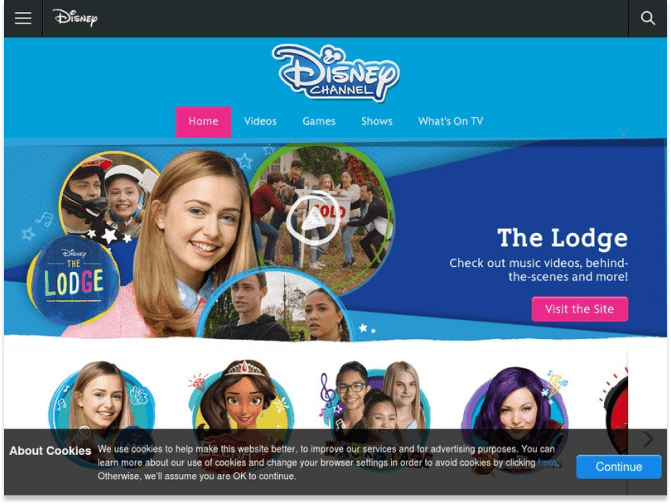 Disney
Disney
CHANNEL
Home Videos Games Shows What's On TV
SOLD
Disney
THE
LODGE
The Lodge
Check out music videos, behind-
the-scenes and more!
Visit the Site
About Cookies
We use cookies to help make this website better, to improve our services and for advertising purposes. You can
learn more about our use of cookies and change your browser settings in order to avoid cookies by clicking here.
Otherwise, we'll assume you are OK to continue.
Continue